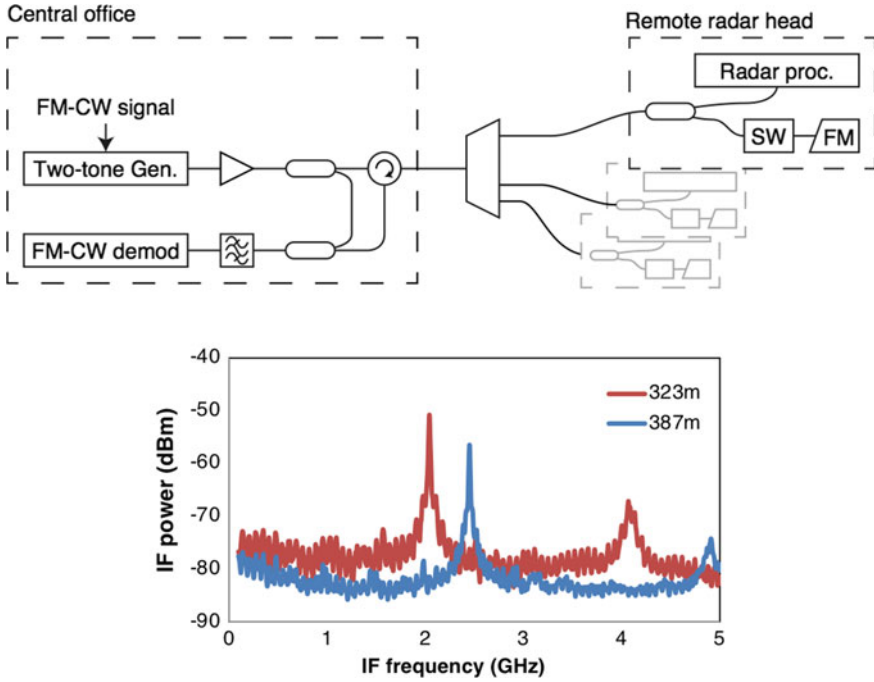 Central office
Remote radar head
FM-CW signal
Radar proc.
Two-tone Gen.
SW
FM
FM-CW demod
-40
-50
-60
-70
-80
-90
IF power (dBm)
323m
387m
0 1 2 3 4 5
IF frequency (GHz)